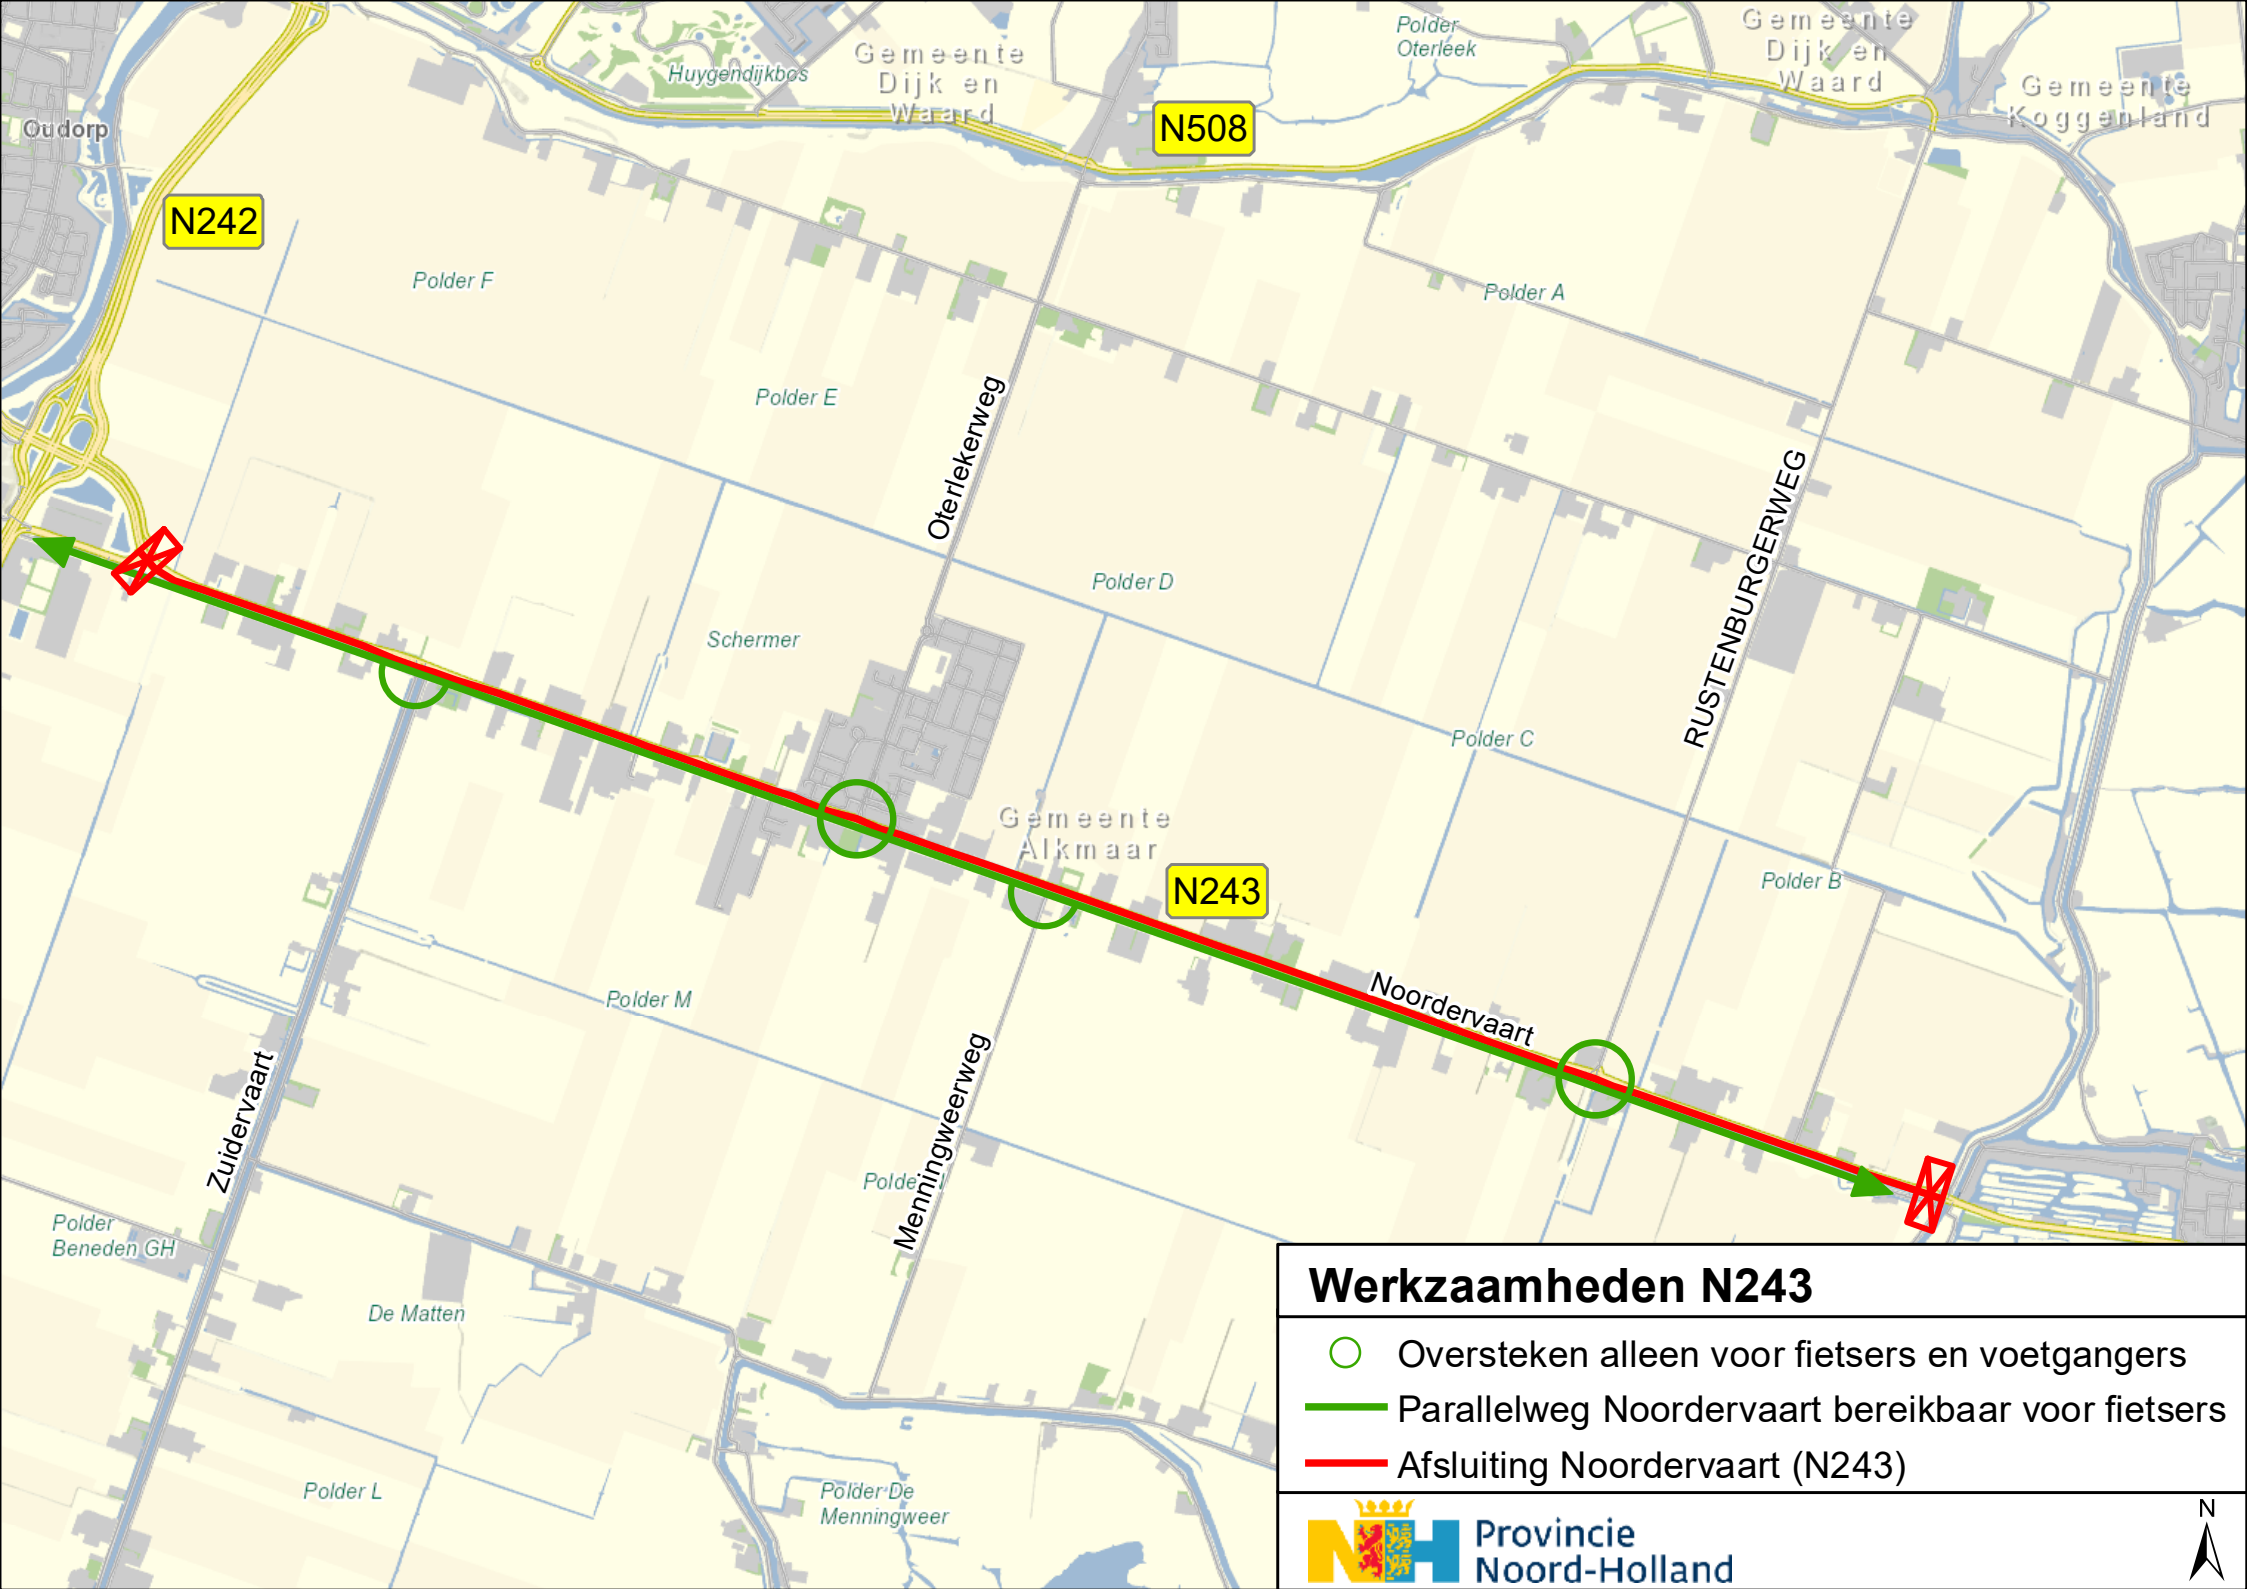 Polder
Oterleek
Gemeente
Dijk en
Waard
Gemeente
Dijk en
Waard
Huygendijkbos
Gemeente
Koggenland
Oudorp
N508
N242
Polder F
Polder A
Polder E
Oterlekerweg
RUSTENBURGERWEG
Polder D
Schermer
Polder C
Gemeente
Alkmaar
N243
Polder B
Noordervaart
Polder M
Zuidervaart
Menningweerweg
Polde
Polder
Beneden GH
De Matten
Polder L
Polder De
Menningweer
Werkzaamheden N243
Oversteken alleen voor fietsers en voetgangers
Parallelweg Noordervaart bereikbaar voor fietsers
Afsluiting Noordervaart (N243)
NH
Provincie
Noord-Holland
N